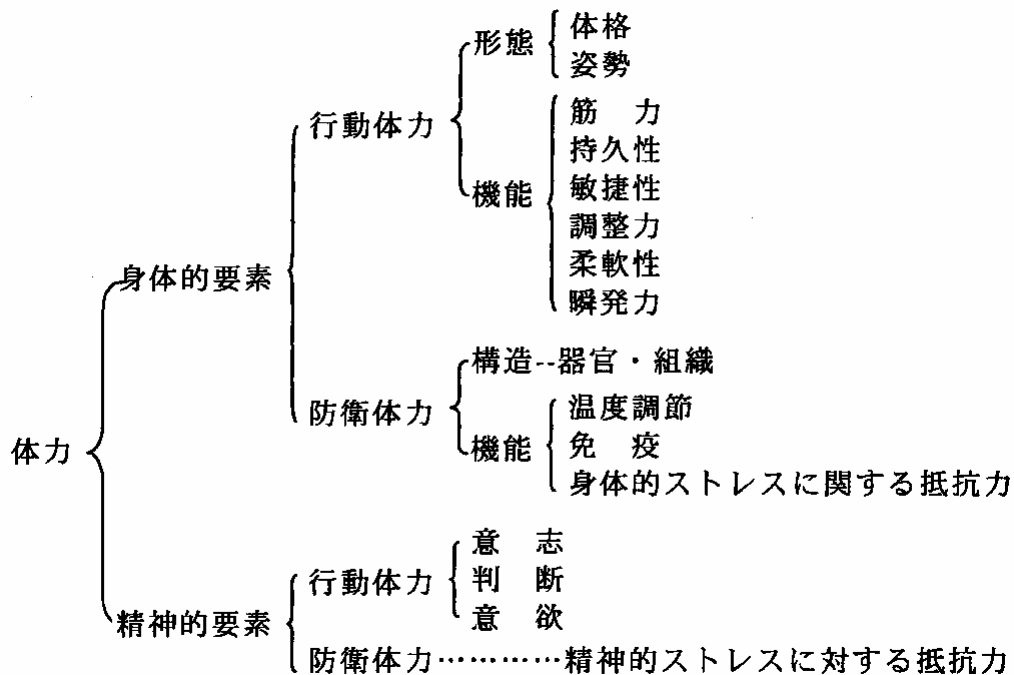 体格
形態
姿勢
行動体力
筋　力
持久性
敏捷性
機能
調整力
柔軟性
身体的要素
瞬発力
構造--器官・組織
防衛体力
温度調節
体力
機能
免　疫
身体的ストレスに関する抵抗力
意　志
行動体力
判　断
精神的要素
意　欲
防衛体力…………精神的ストレスに対する抵抗力